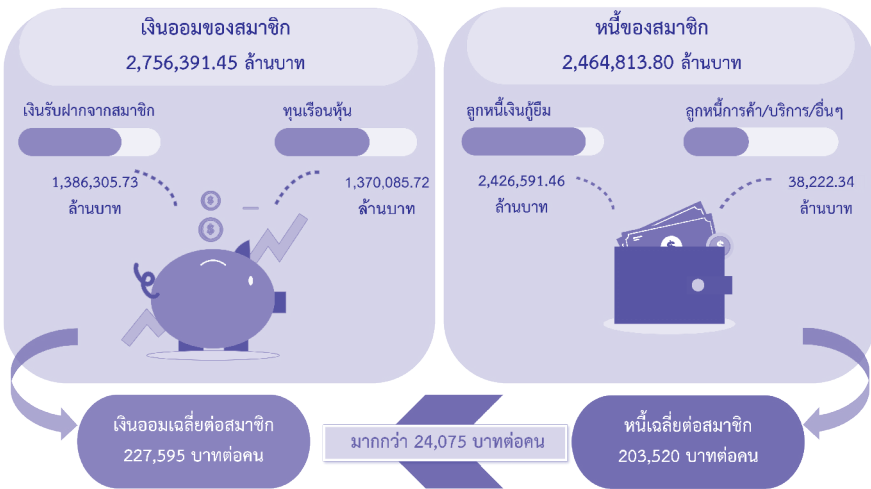 เงินออมของสมาชิก
2,756,391.45 ล้านบาท
เงินรับฝากจากสมาชิก
ทุนเรือนหุ้น
1,386,305.73
ล้านบาท
1,370,085.72
ล้านบาท
หนี้ของสมาชิก
2,464,813.80 ล้านบาท
ลูกหนี้เงินกู้ยืม
ลูกหนี้การค้า/บริการ/อื่นๆ
2,426,591.46
ล้านบาท
38,222.34
ล้านบาท
เงินออมเฉลี่ยต่อสมาชิก
227,595 บาทต่อคน
มากกว่า 24,075 บาทต่อคน
หนี้เฉลี่ยต่อสมาชิก
203,520 บาทต่อคน